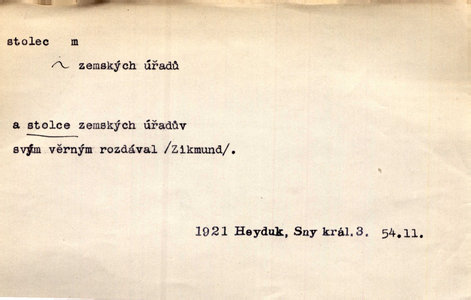 stolec m
~ zemských úřadů
a stolce zemských úřadův
svým věrným rozdával /Zikmund/.
1921 Heyduk, Sny král.3. 54.11.